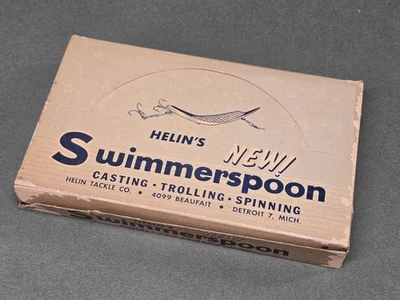 HELIN'S
NEW!
Swimmerspoon
CASTING • TROLLING • SPINNING
HELIN TACKLE CO. • 4099 BEAUFAIT • DETROIT 7, MICH.
Swimmerspoon